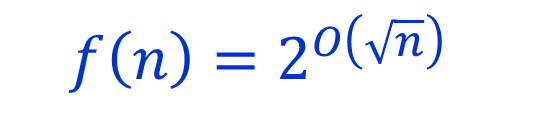 f(n) = 2^{O(√n)}